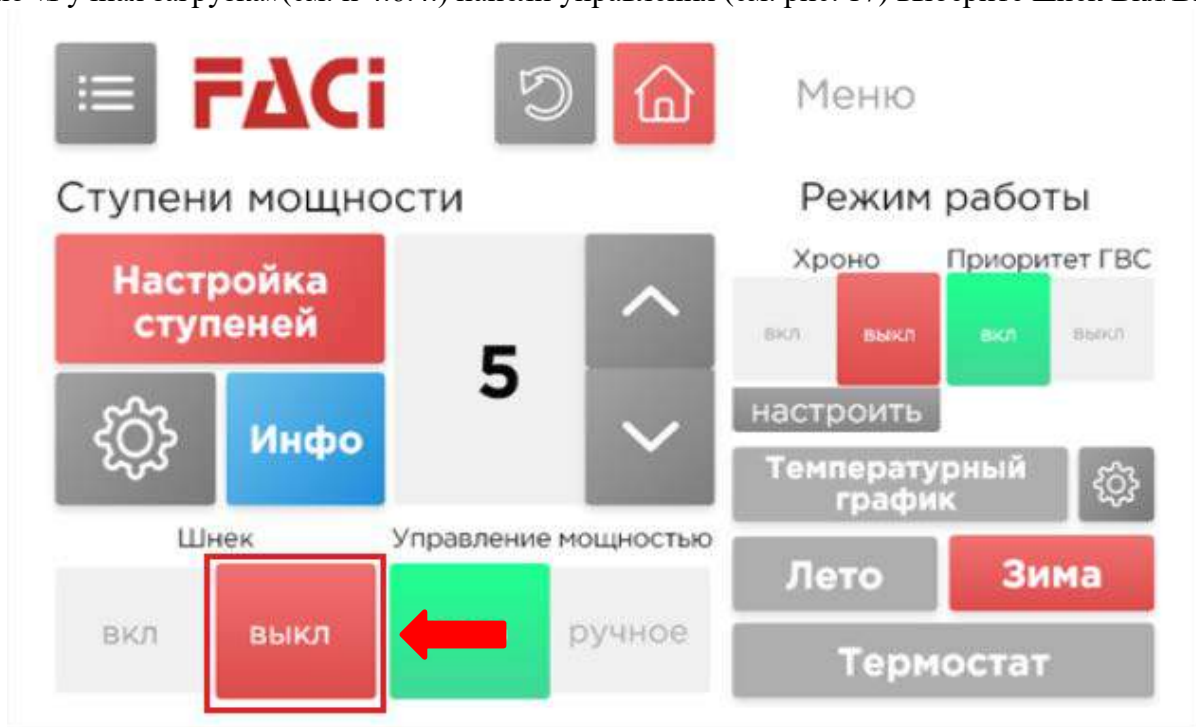 FACi
Меню
Ступени мощности
Режим работы
Настройка
ступеней
5
Хроно
Приоритет ГВС
вкл
выкл
вкл
выкл
настроить
Инфо
Температурный
график
Шнек
Управление мощностью
Лето
Зима
вкл
выкл
ручное
Термостат